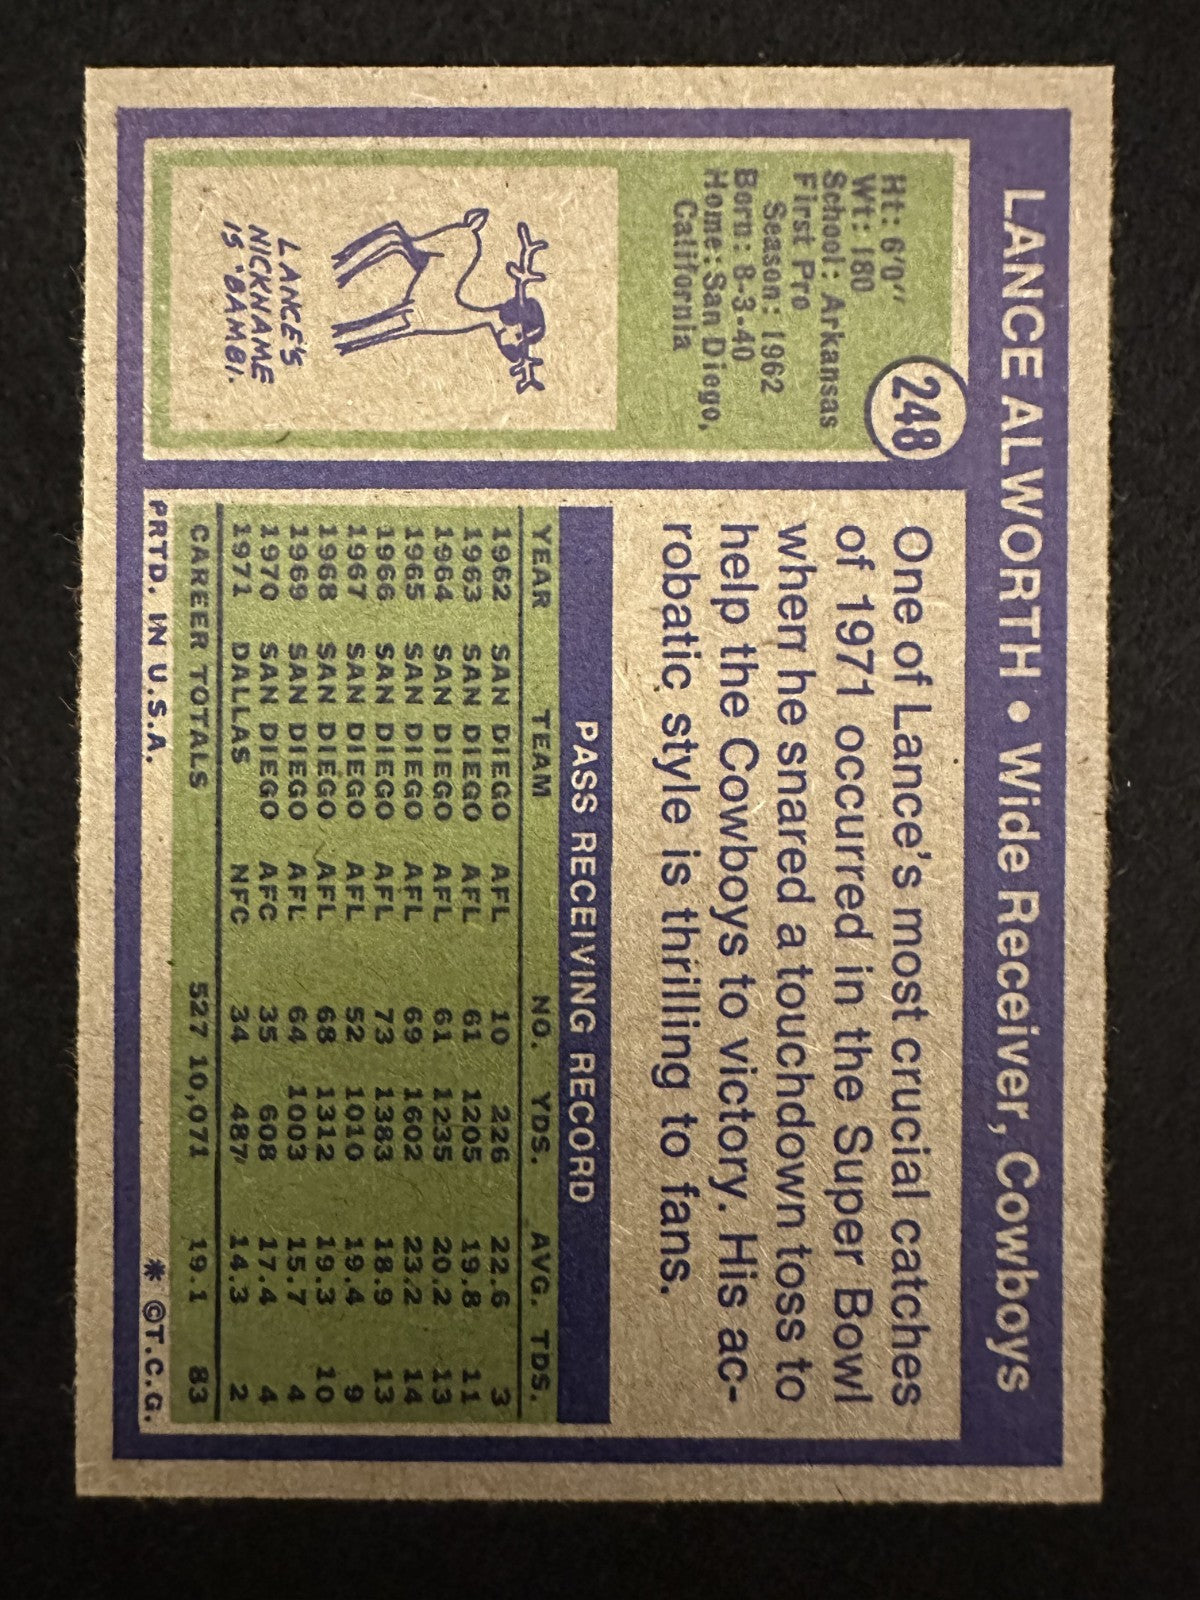 LANCE ALWORTH • Wide Receiver, Cowboys
248
Ht: 6'0"
Wt: 180
School: Arkansas
First Pro
Season: 1962
Born: 8-3-40
Home: San Diego,
California
LANCE'S
NICKNAME
IS "BAMBI.
One of Lance's most crucial catches
of 1971 occurred in the Super Bowl
when he snared a touchdown toss to
help the Cowboys to victory. His ac-
robatic style is thrilling to fans.
PASS RECEIVING RECORD
YEAR TEAM NO. YDS. AVG. TDS.
1962 SAN DIEGO AFL 10 226 22.6 3
1963 SAN DIEGO AFL 61 1205 19.8 11
1964 SAN DIEGO AFL 61 1235 20.2 13
1965 SAN DIEGO AFL 69 1602 23.2 14
1966 SAN DIEGO AFL 73 1383 18.9 13
1967 SAN DIEGO AFL 52 1010 19.4 9
1968 SAN DIEGO AFL 68 1312 19.3 10
1969 SAN DIEGO AFL 64 1003 15.7 4
1970 SAN DIEGO AFC 35 608 17.4 4
1971 DALLAS NFC 34 487 14.3 2
CAREER TOTALS 527 10,071 19.1 83
PRTD. IN U.S.A. * ©T.C.G.